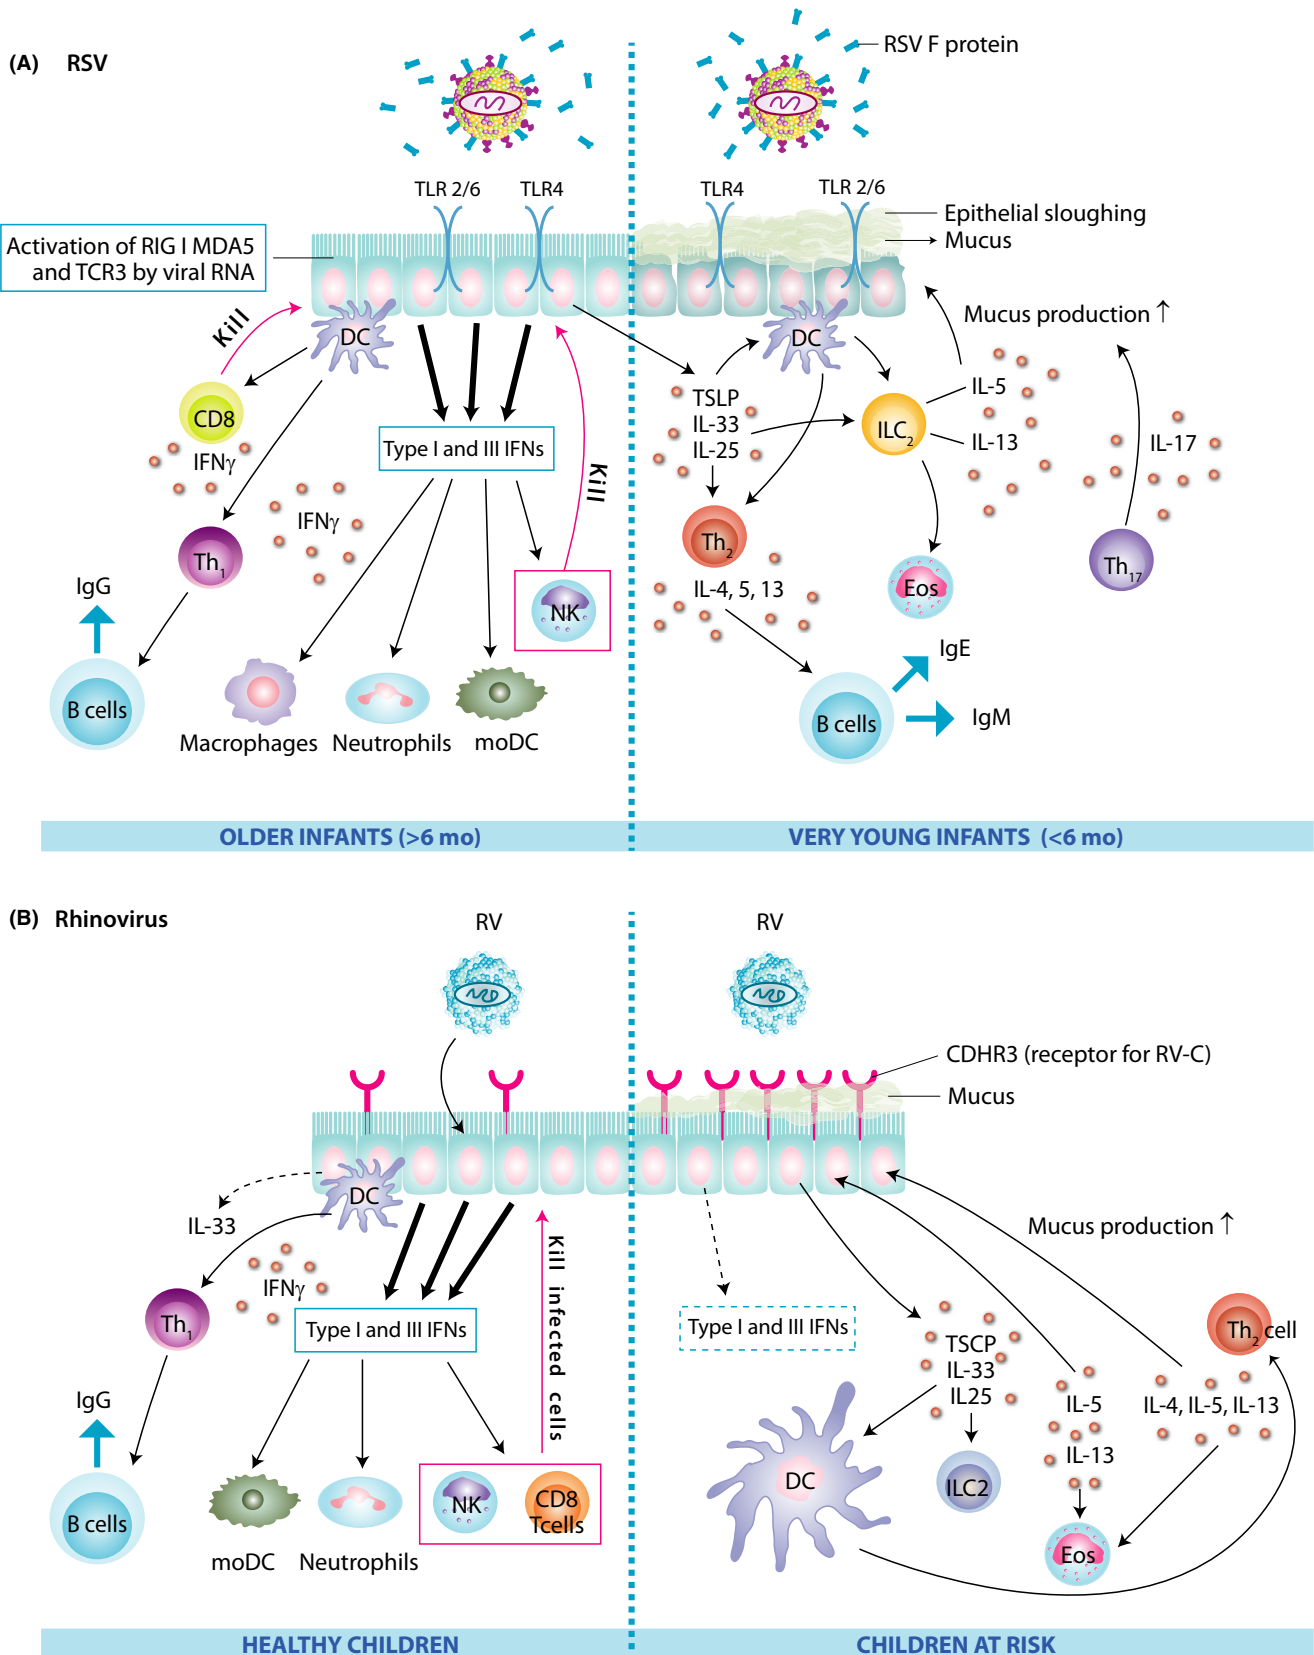 (A) RSV
RSV F protein
TLR 2/6
TLR4
TLR4
TLR 2/6
Activation of RIG I MDA5
and TCR3 by viral RNA
Epithelial sloughing
Mucus
Kill
DC
DC
Mucus production ↑
CD8
IFNγ
Type I and III IFNs
Kill
TSLP
IL-33
IL-25
ILC2
IL-5
IL-13
IL-17
IFNγ
Th1
Th2
Th17
IgG
NK
IL-4, 5, 13
Eos
B cells
Macrophages
Neutrophils
moDC
B cells
IgE
IgM
OLDER INFANTS (>6 mo)
VERY YOUNG INFANTS (<6 mo)
(B) Rhinovirus
RV
RV
CDHR3 (receptor for RV-C)
Mucus
DC
IL-33
IFNγ
Th1
Type I and III IFNs
Kill infected cells
IgG
B cells
moDC
Neutrophils
NK
CD8
Tcells
Mucus production ↑
Type I and III IFNs
TSCP
IL-33
IL25
Th2 cell
IL-5
IL-13
IL-4, IL-5, IL-13
DC
ILC2
Eos
HEALTHY CHILDREN
CHILDREN AT RISK